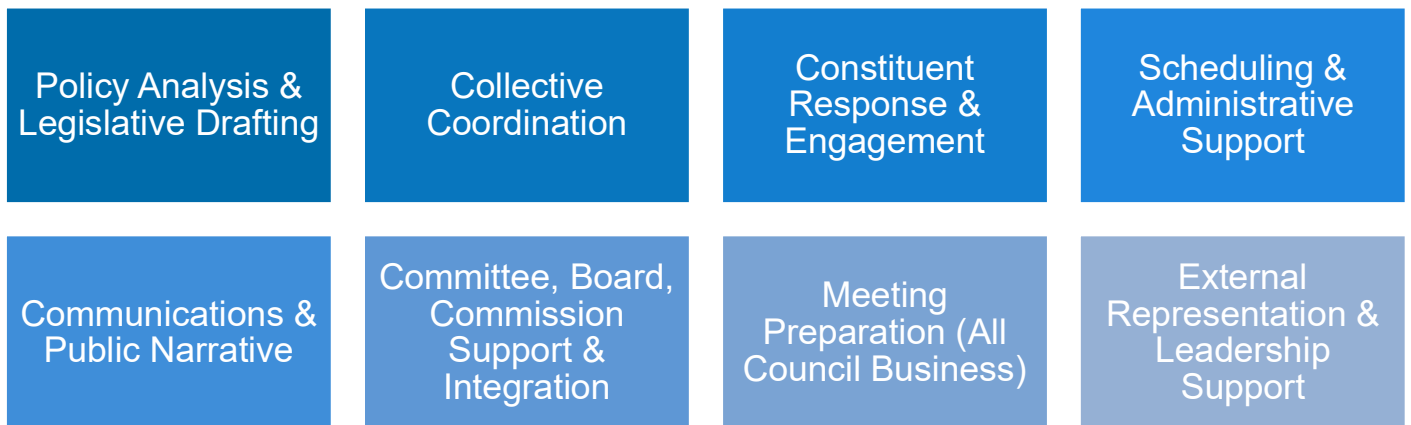 Policy Analysis &
Legislative Drafting
Collective
Coordination
Constituent
Response &
Engagement
Scheduling &
Administrative
Support
Communications &
Public Narrative
Committee, Board,
Commission
Support &
Integration
Meeting
Preparation (All
Council Business)
External
Representation &
Leadership
Support